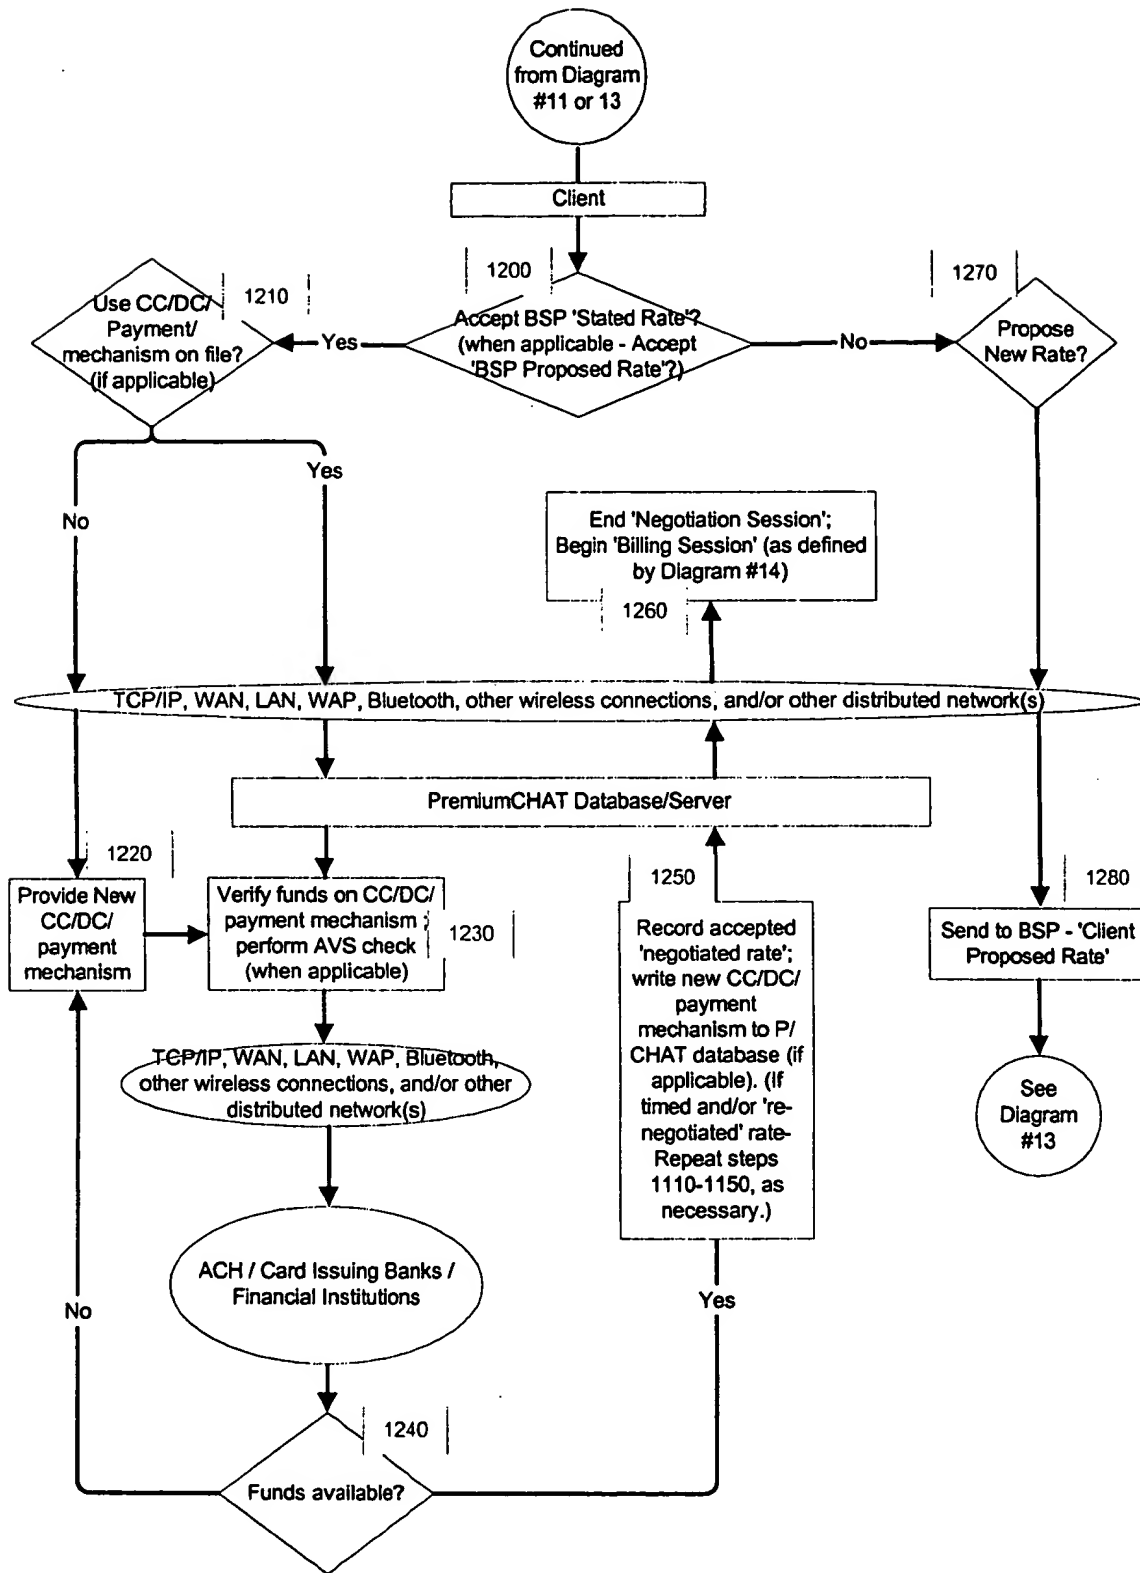 Continued
from Diagram
#11 or 13
Client
1200
1210
1270
Use CC/DC/
Payment/
mechanism on file?
(if applicable)
Yes
Accept BSP 'Stated Rate'?
(when applicable - Accept
'BSP Proposed Rate'?)
No
Propose
New Rate?
Yes
No
End 'Negotiation Session';
Begin 'Billing Session' (as defined
by Diagram #14)
1260
TCP/IP, WAN, LAN, WAP, Bluetooth, other wireless connections, and/or other distributed network(s)
PremiumCHAT Database/Server
1220
Provide New
CC/DC/
payment
mechanism
Verify funds on CC/DC/
payment mechanism ;
perform AVS check
(when applicable)
1230
1250
Record accepted
'negotiated rate';
write new CC/DC/
payment
mechanism to P/
CHAT database (if
applicable). (If
timed and/or 're-
negotiated' rate-
Repeat steps
1110-1150, as
necessary.)
1280
Send to BSP - 'Client
Proposed Rate'
TCP/IP, WAN, LAN, WAP, Bluetooth,
other wireless connections, and/or other
distributed network(s)
See
Diagram
#13
ACH / Card Issuing Banks /
Financial Institutions
No
Yes
1240
Funds available?